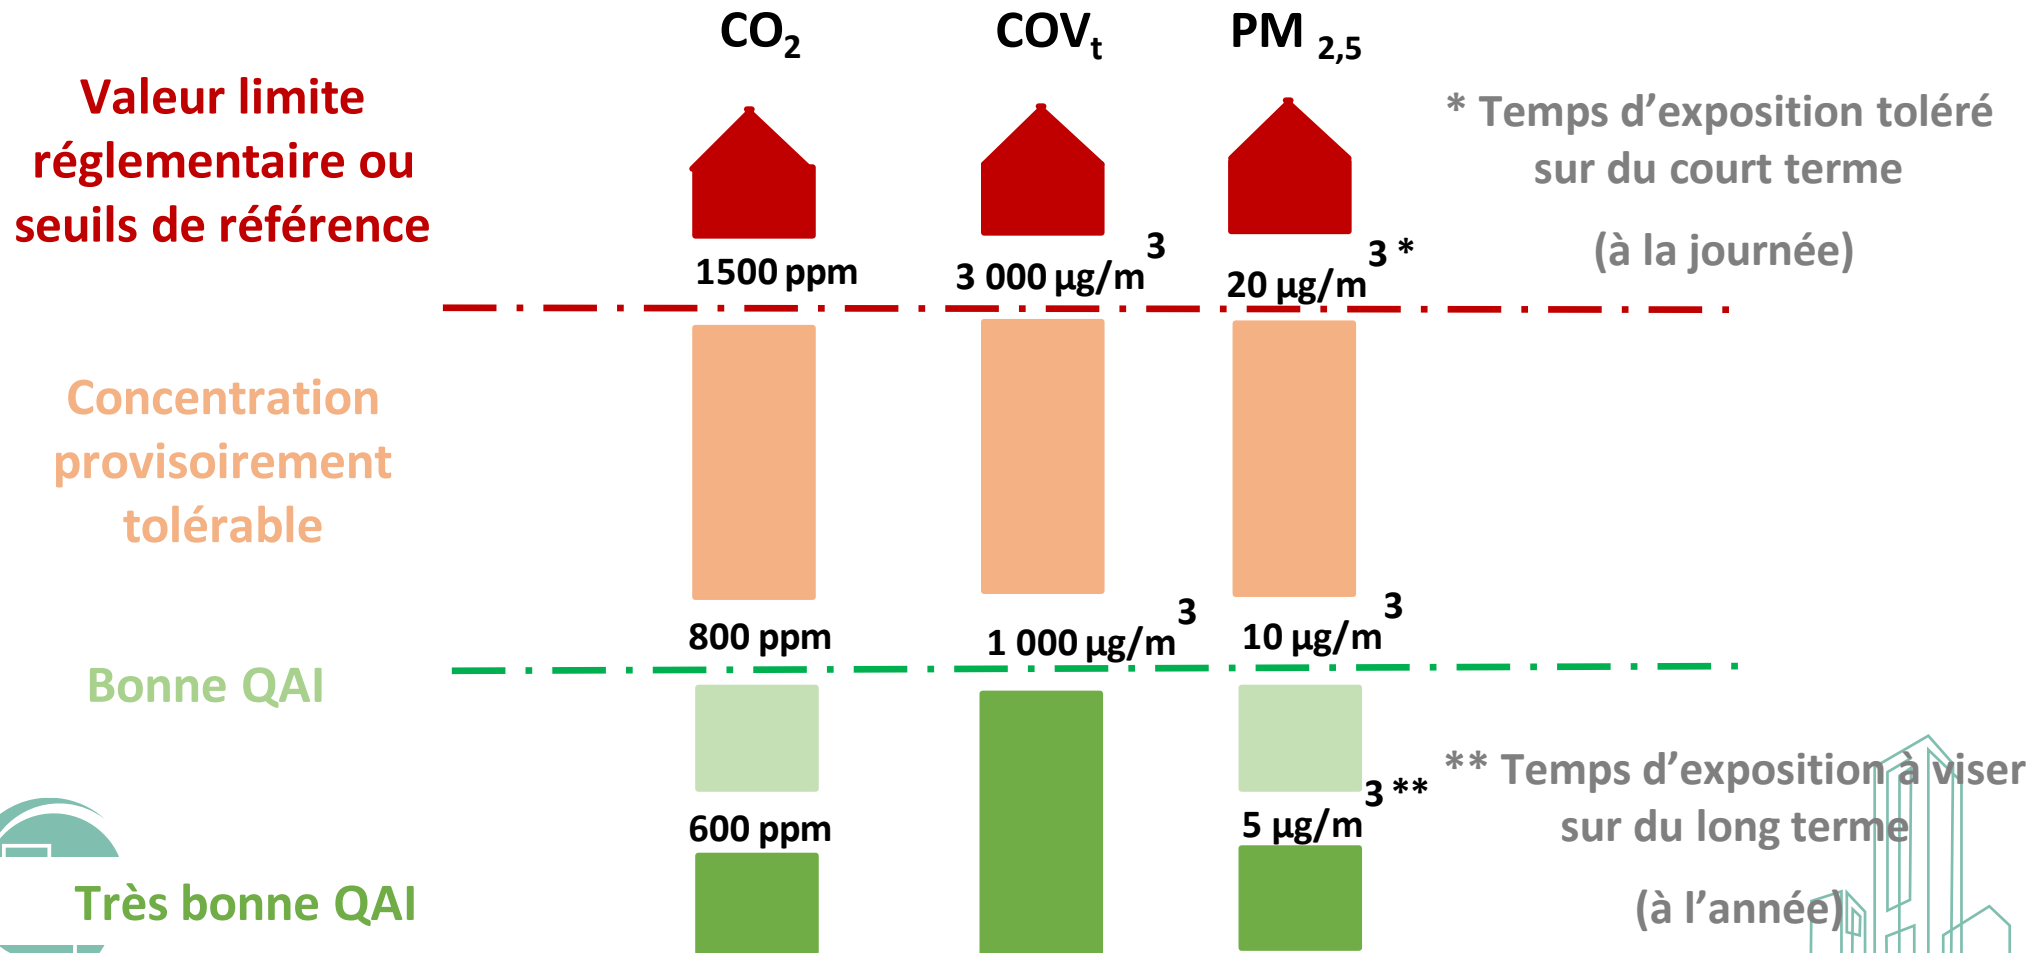 CO₂ COVₜ PM 2,5
Valeur limite
réglementaire ou
seuils de référence
* Temps d’exposition toléré
sur du court terme
(à la journée)
1500 ppm 3 000 µg/m³ 20 µg/m³ *
Concentration
provisoirement
tolérable
800 ppm 1 000 µg/m³ 10 µg/m³
Bonne QAI
600 ppm 5 µg/m³ **
** Temps d’exposition à viser
sur du long terme
(à l’année)
Très bonne QAI